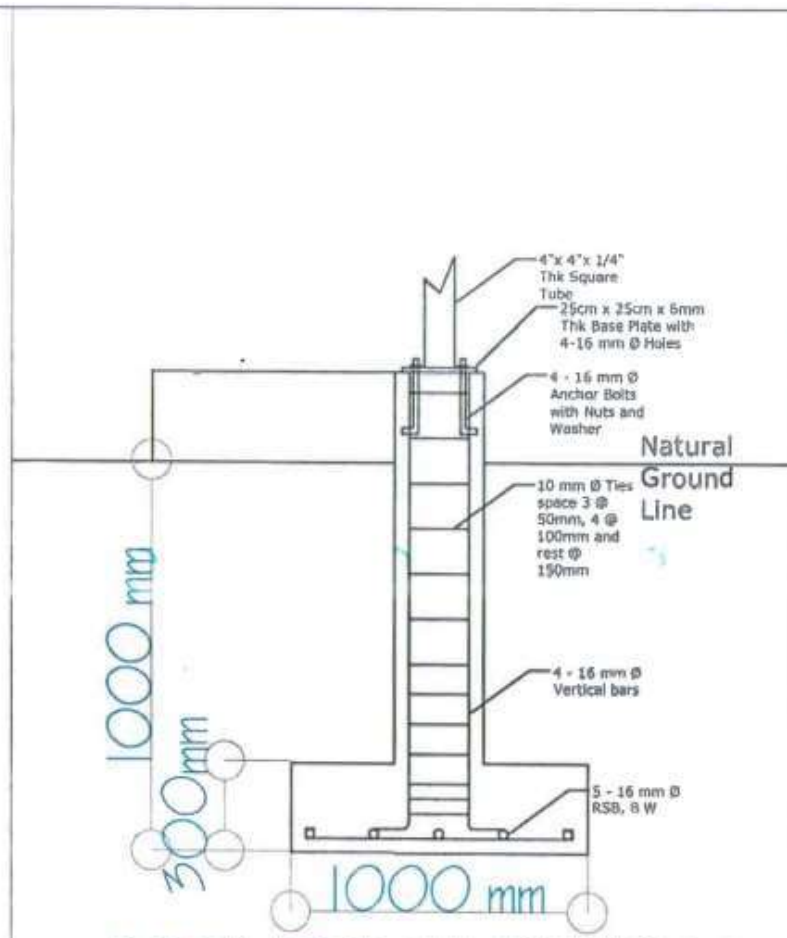 4"x 4"x 1/4"
Thk Square
Tube
25cm x 25cm x 6mm
Thk Base Plate with
4-16 mm Ø Holes
4 - 16 mm Ø
Anchor Bolts
with Nuts and
Washer
Natural
Ground
Line
10 mm Ø Ties
space 3 @
50mm, 4 @
100mm and
rest @
150mm
1000 mm
4 - 16 mm Ø
Vertical bars
300mm
5 - 16 mm Ø
RSB, B W
1000 mm